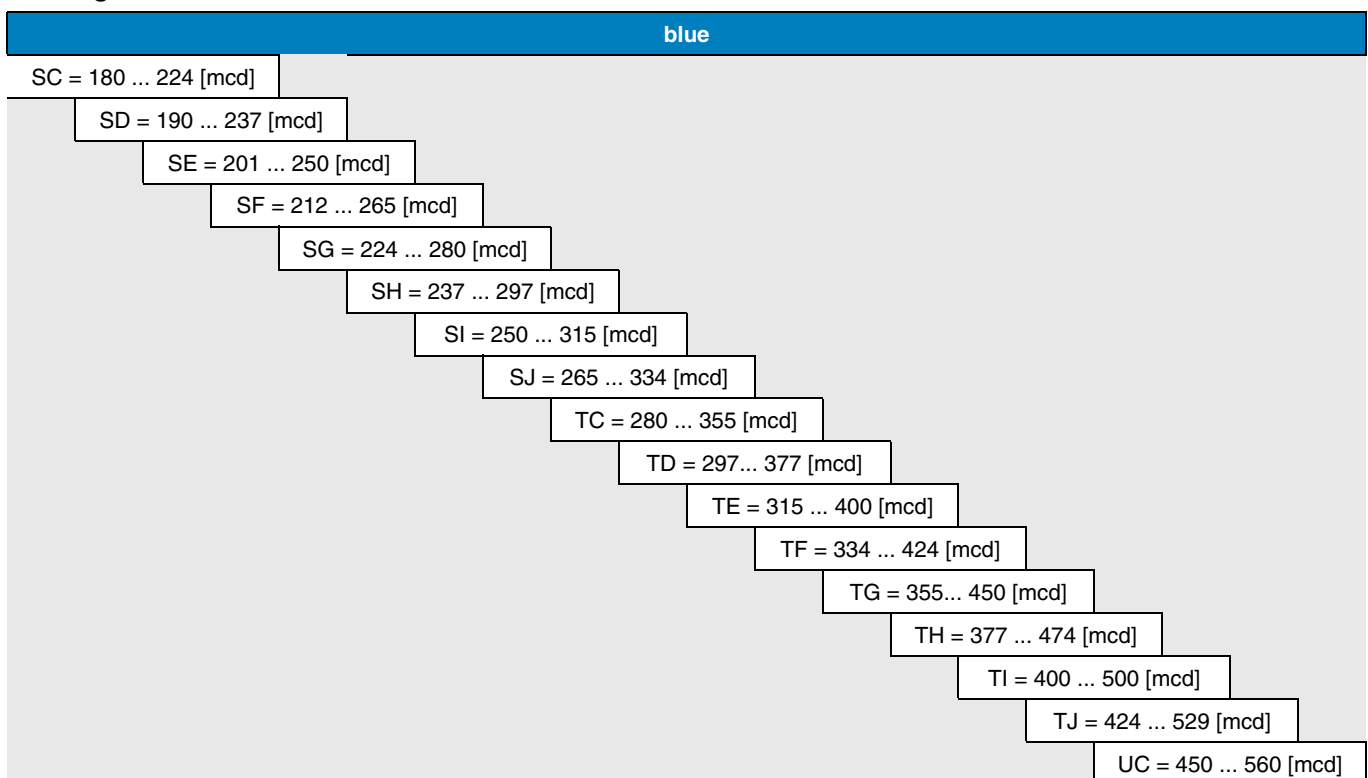 blue
SC = 180 ... 224 [mcd]
SD = 190 ... 237 [mcd]
SE = 201 ... 250 [mcd]
SF = 212 ... 265 [mcd]
SG = 224 ... 280 [mcd]
SH = 237 ... 297 [mcd]
SI = 250 ... 315 [mcd]
SJ = 265 ... 334 [mcd]
TC = 280 ... 355 [mcd]
TD = 297... 377 [mcd]
TE = 315 ... 400 [mcd]
TF = 334 ... 424 [mcd]
TG = 355... 450 [mcd]
TH = 377 ... 474 [mcd]
TI = 400 ... 500 [mcd]
TJ = 424 ... 529 [mcd]
UC = 450 ... 560 [mcd]